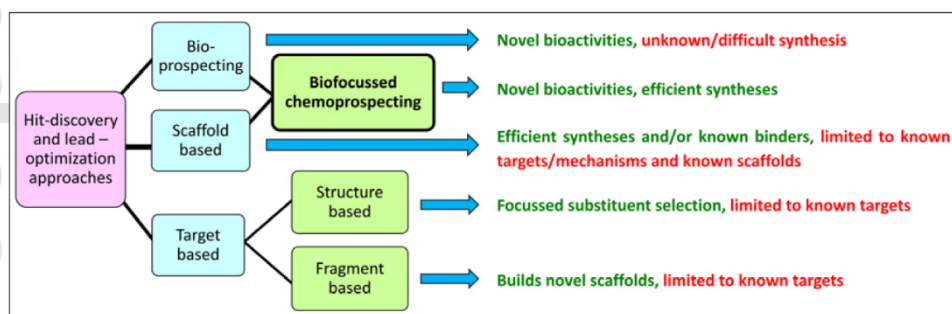 Bio-
prospecting
Novel bioactivities, unknown/difficult synthesis
Biofocussed
chemoprospecting
Novel bioactivities, efficient syntheses
Hit-discovery
and lead –
optimization
approaches
Scaffold
based
Efficient syntheses and/or known binders, limited to known
targets/mechanisms and known scaffolds
Structure
based
Focussed substituent selection, limited to known targets
Target
based
Fragment
based
Builds novel scaffolds, limited to known targets